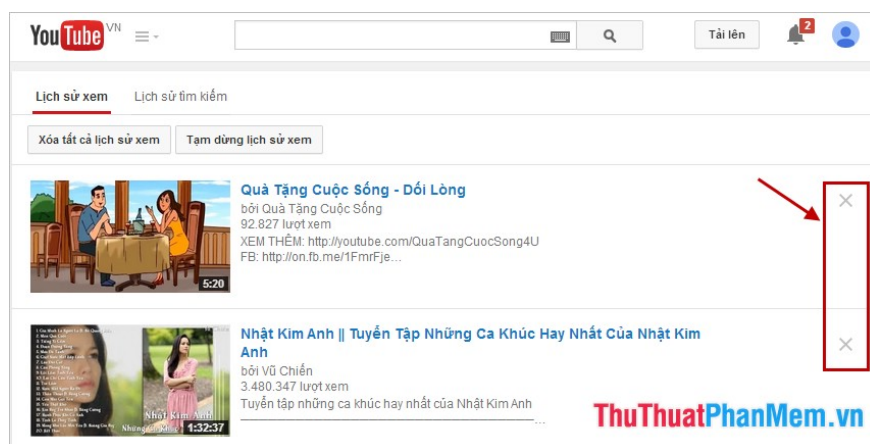 YouTube VN
Tải lên
2
Lịch sử xem
Lịch sử tìm kiếm
Xóa tất cả lịch sử xem
Tạm dừng lịch sử xem
Quà Tặng Cuộc Sống - Dối Lòng
bởi Quà Tặng Cuộc Sống
92.827 lượt xem
XEM THÊM: http://youtube.com/QuaTangCuocSong4U
FB: http://on.fb.me/1FmrFje...
5:20
Nhật Kim Anh || Tuyển Tập Những Ca Khúc Hay Nhất Của Nhật Kim
Anh
bởi Vũ Chiến
3.480.347 lượt xem
Tuyển tập những ca khúc hay nhất của Nhật Kim Anh
Nhật Kim Anh
1:32:37
ThuThuatPhanMem.vn